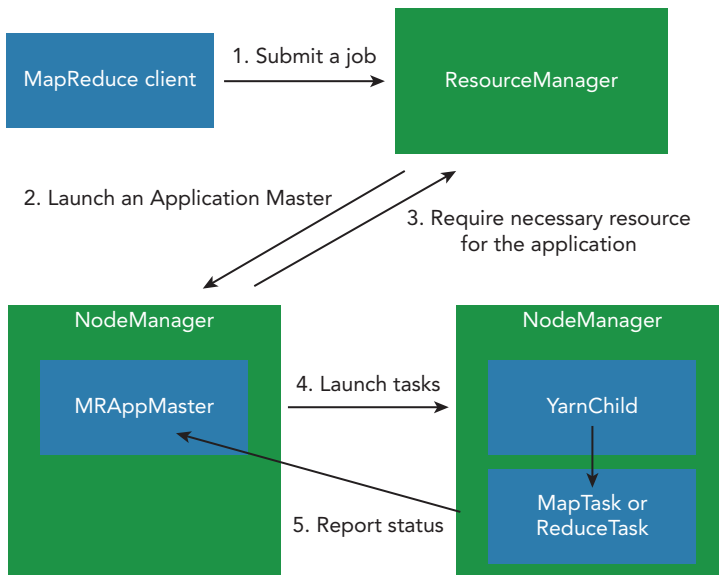 1. Submit a job
MapReduce client
ResourceManager
2. Launch an Application Master
3. Require necessary resource
for the application
NodeManager
NodeManager
MRAppMaster
4. Launch tasks
YarnChild
5. Report status
MapTask or
ReduceTask